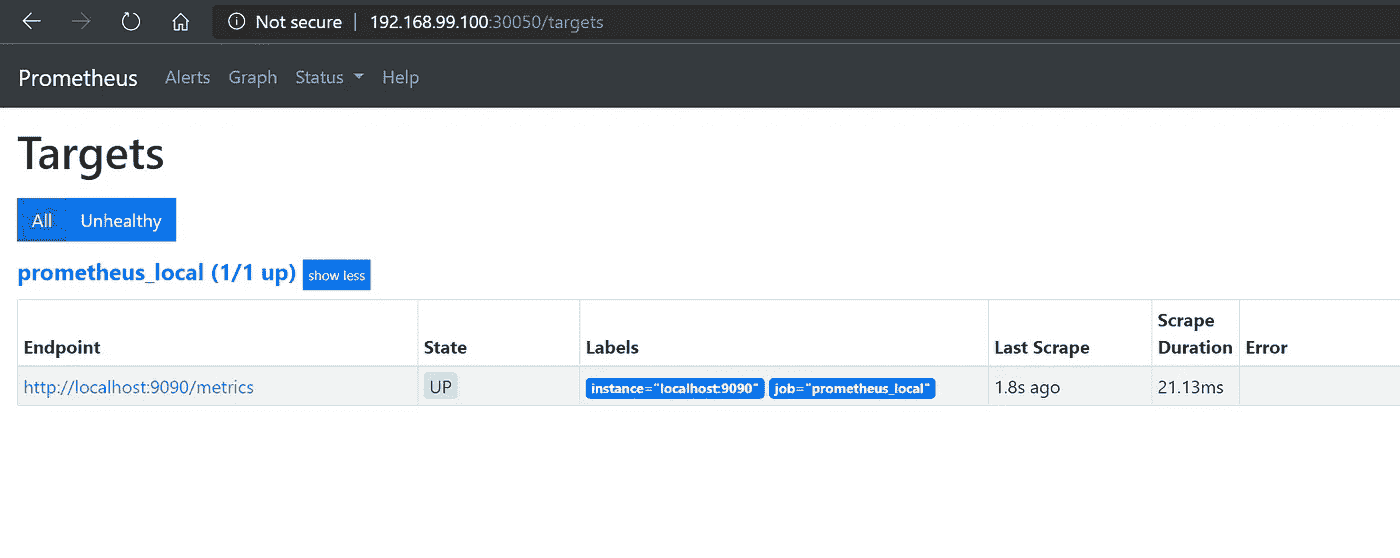 Not secure | 192.168.99.100:30050/targets
Prometheus Alerts Graph Status Help
Targets
All Unhealthy
prometheus_local (1/1 up) show less
Endpoint State Labels Last Scrape Scrape Duration Error
http://localhost:9090/metrics UP instance="localhost:9090" job="prometheus_local" 1.8s ago 21.13ms